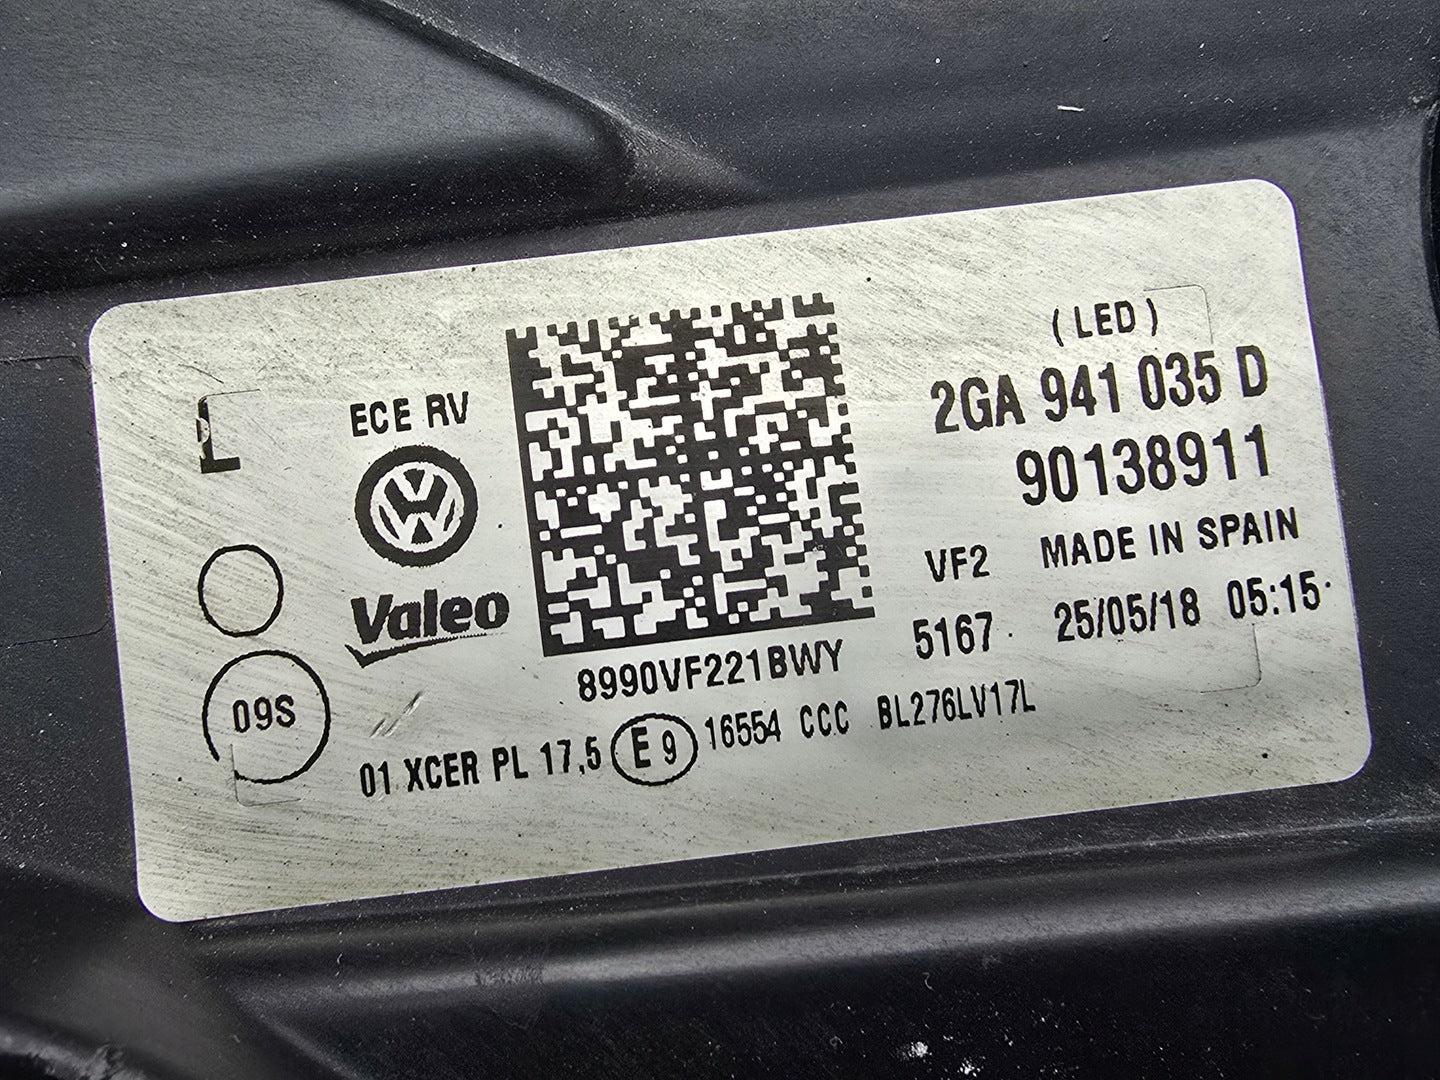 (LED)
2GA 941 035 D
90138911
VF2 MADE IN SPAIN
5167 25/05/18 05:15
L
ECE RV
Valeo
8990VF221BWY
09S
01 XCER PL 17,5 E 9 16554 CCC BL276LV17L